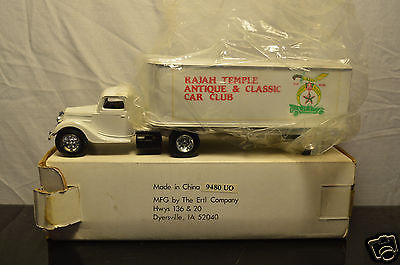 RAJAH TEMPLE
ANTIQUE & CLASSIC
CAR CLUB
Made in China 9480 UO
MFG by The Ertl Company
Hwys 136 & 20
Dyersville, IA 52040